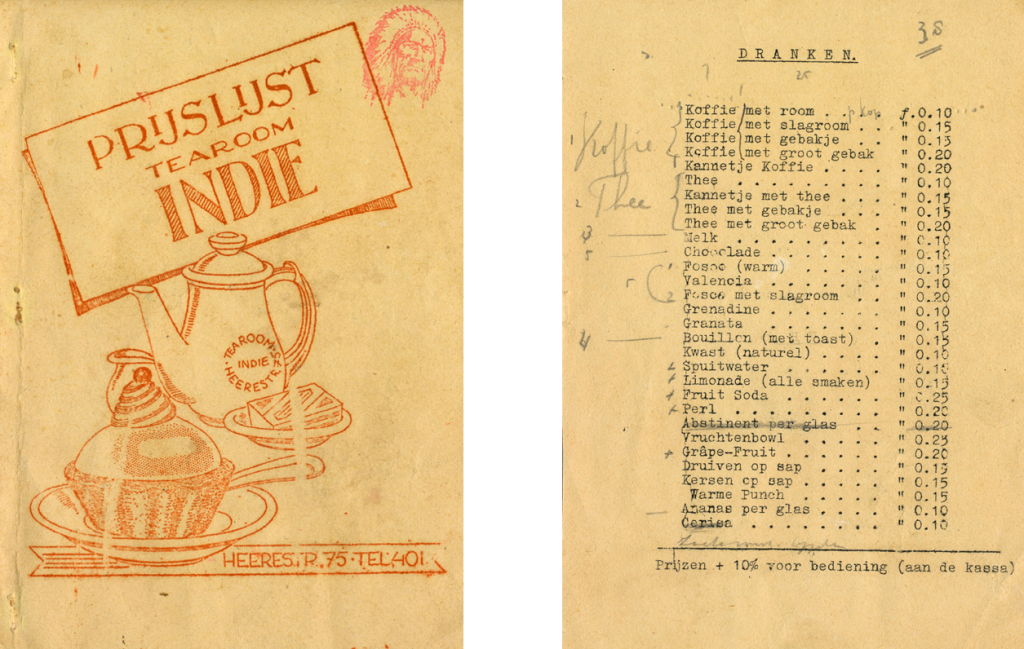 PRIJSLIJST
TEAROOM
INDIE
TEAROOM
INDIE
HEERESTR.75
HEERESTR.75·TEL.401
38
DRANKEN.
25
Koffie met room . . ƒ.0.10
Koffie met slagroom . . " 0.15
Koffie met gebakje . . " 0.15
Koffie met groot gebak " 0.20
Kannetje Koffie . . . . " 0.20
Thee . . . . . . . . " 0.10
Kannetje met thee . . . " 0.15
Thee met gebakje . . . " 0.15
Thee met groot gebak . " 0.20
Melk . . . . . . . . " 0.10
Chocolade . . . . . . " 0.10
Fosco (warm) . . . . . " 0.15
Valencia . . . . . . . " 0.10
Fosco met slagroom . . " 0.20
Grenadine . . . . . . . " 0.10
Granata . . . . . . . " 0.15
Bouillon (met toast) . " 0.15
Kwast (naturel) . . . . " 0.10
Spuitwater . . . . . . " 0.10
Limonade (alle smaken) " 0.15
Fruit Soda . . . . . . " 0.25
Perl . . . . . . . . " 0.20
Abstinent per glas . . " 0.20
Vruchtenbowl . . . . . " 0.25
Grâpe-Fruit . . . . . . " 0.20
Druiven op sap . . . . " 0.15
Kersen op sap . . . . . " 0.15
Warme Punch . . . . . " 0.15
Ananas per glas . . . . " 0.10
Cerisa . . . . . . . " 0.10
Koffie
Thee
Prijzen + 10% voor bediening (aan de kassa)